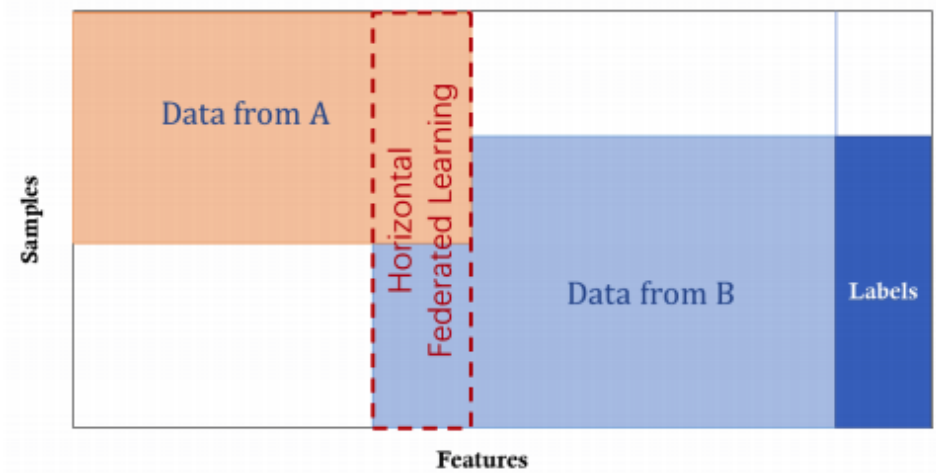 Data from A
Horizontal
Federated Learning
Samples
Data from B
Labels
Features